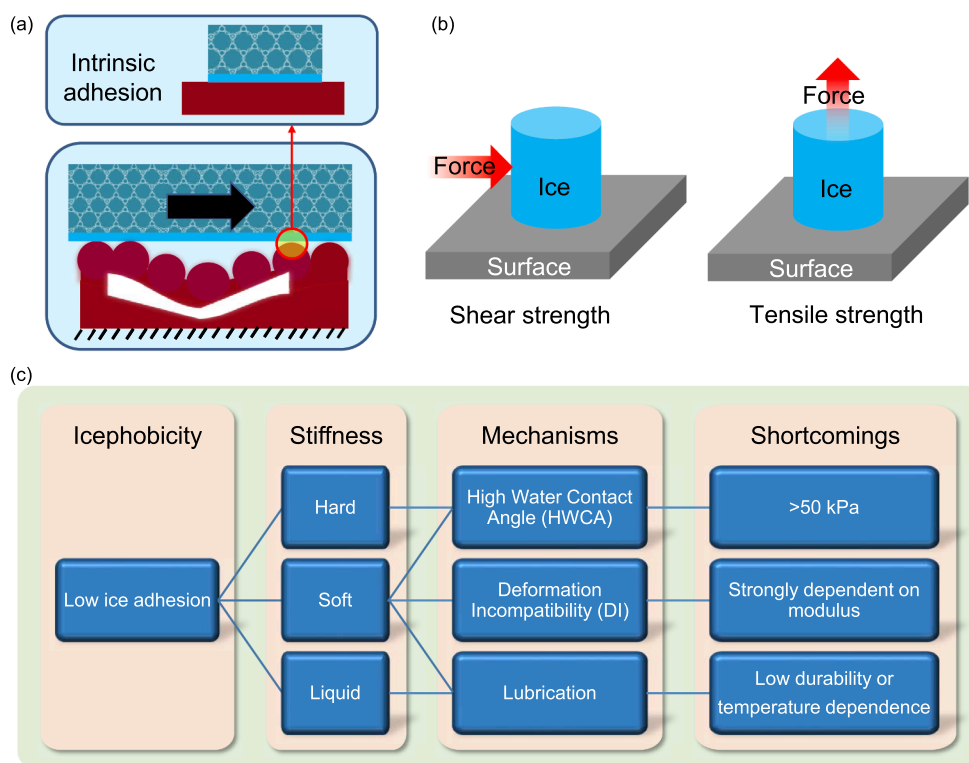 (a)
Intrinsic
adhesion
(b)
Force
Ice
Surface
Shear strength
Force
Ice
Surface
Tensile strength
(c)
Icephobicity
Stiffness
Mechanisms
Shortcomings
Low ice adhesion
Hard
Soft
Liquid
High Water Contact
Angle (HWCA)
Deformation
Incompatibility (DI)
Lubrication
>50 kPa
Strongly dependent on
modulus
Low durability or
temperature dependence